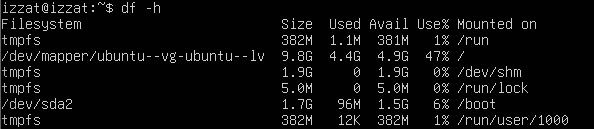 izzat@izzat:~$ df -h
Filesystem                         Size  Used Avail Use% Mounted on
tmpfs                              382M  1.1M  381M   1% /run
/dev/mapper/ubuntu--vg-ubuntu--lv  9.8G  4.4G  4.9G  47% /
tmpfs                              1.9G     0  1.9G   0% /dev/shm
tmpfs                              5.0M     0  5.0M   0% /run/lock
/dev/sda2                          1.7G   96M  1.5G   6% /boot
tmpfs                              382M   12K  382M   1% /run/user/1000